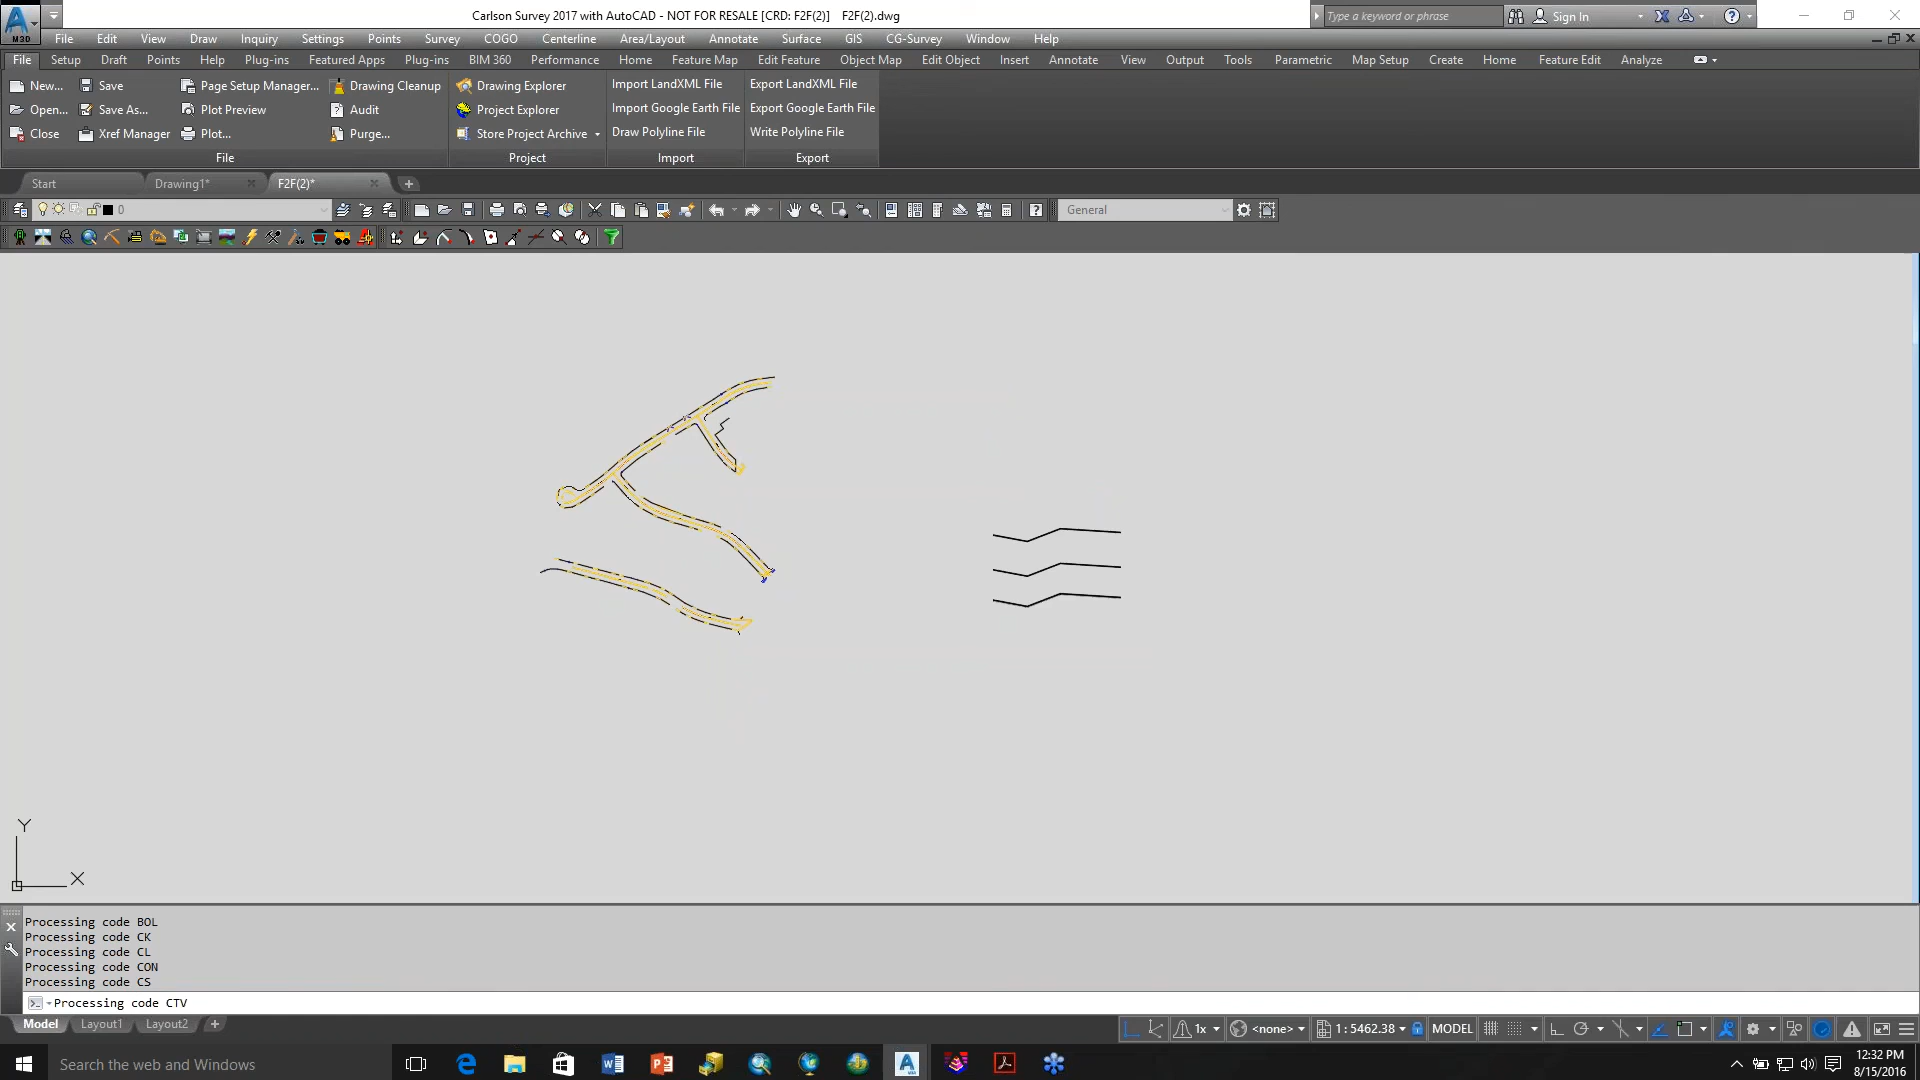 Carlson Survey 2017 with AutoCAD - NOT FOR RESALE [CRD: F2F(2)] F2F(2).dwg
Type a keyword or phrase
Sign In
M3D
File Edit View Draw Inquiry Settings Points Survey COGO Centerline Area/Layout Annotate Surface GIS CG-Survey Window Help
File Setup Draft Points Help Plug-ins Featured Apps Plug-ins BIM 360 Performance Home Feature Map Edit Feature Object Map Edit Object Insert Annotate View Output Tools Parametric Map Setup Create Home Feature Edit Analyze
New... Save Page Setup Manager... Drawing Cleanup Drawing Explorer Import LandXML File Export LandXML File
Open... Save As... Plot Preview Audit Project Explorer Import Google Earth File Export Google Earth File
Close Xref Manager Plot... Purge... Store Project Archive Draw Polyline File Write Polyline File
File Project Import Export
Start Drawing1* F2F(2)*
0 General
Y
X
Processing code BOL
Processing code CK
Processing code CL
Processing code CON
Processing code CS
Processing code CTV
Model Layout1 Layout2
1x <none> 1 : 5462.38 MODEL
Search the web and Windows
12:32 PM
8/15/2016